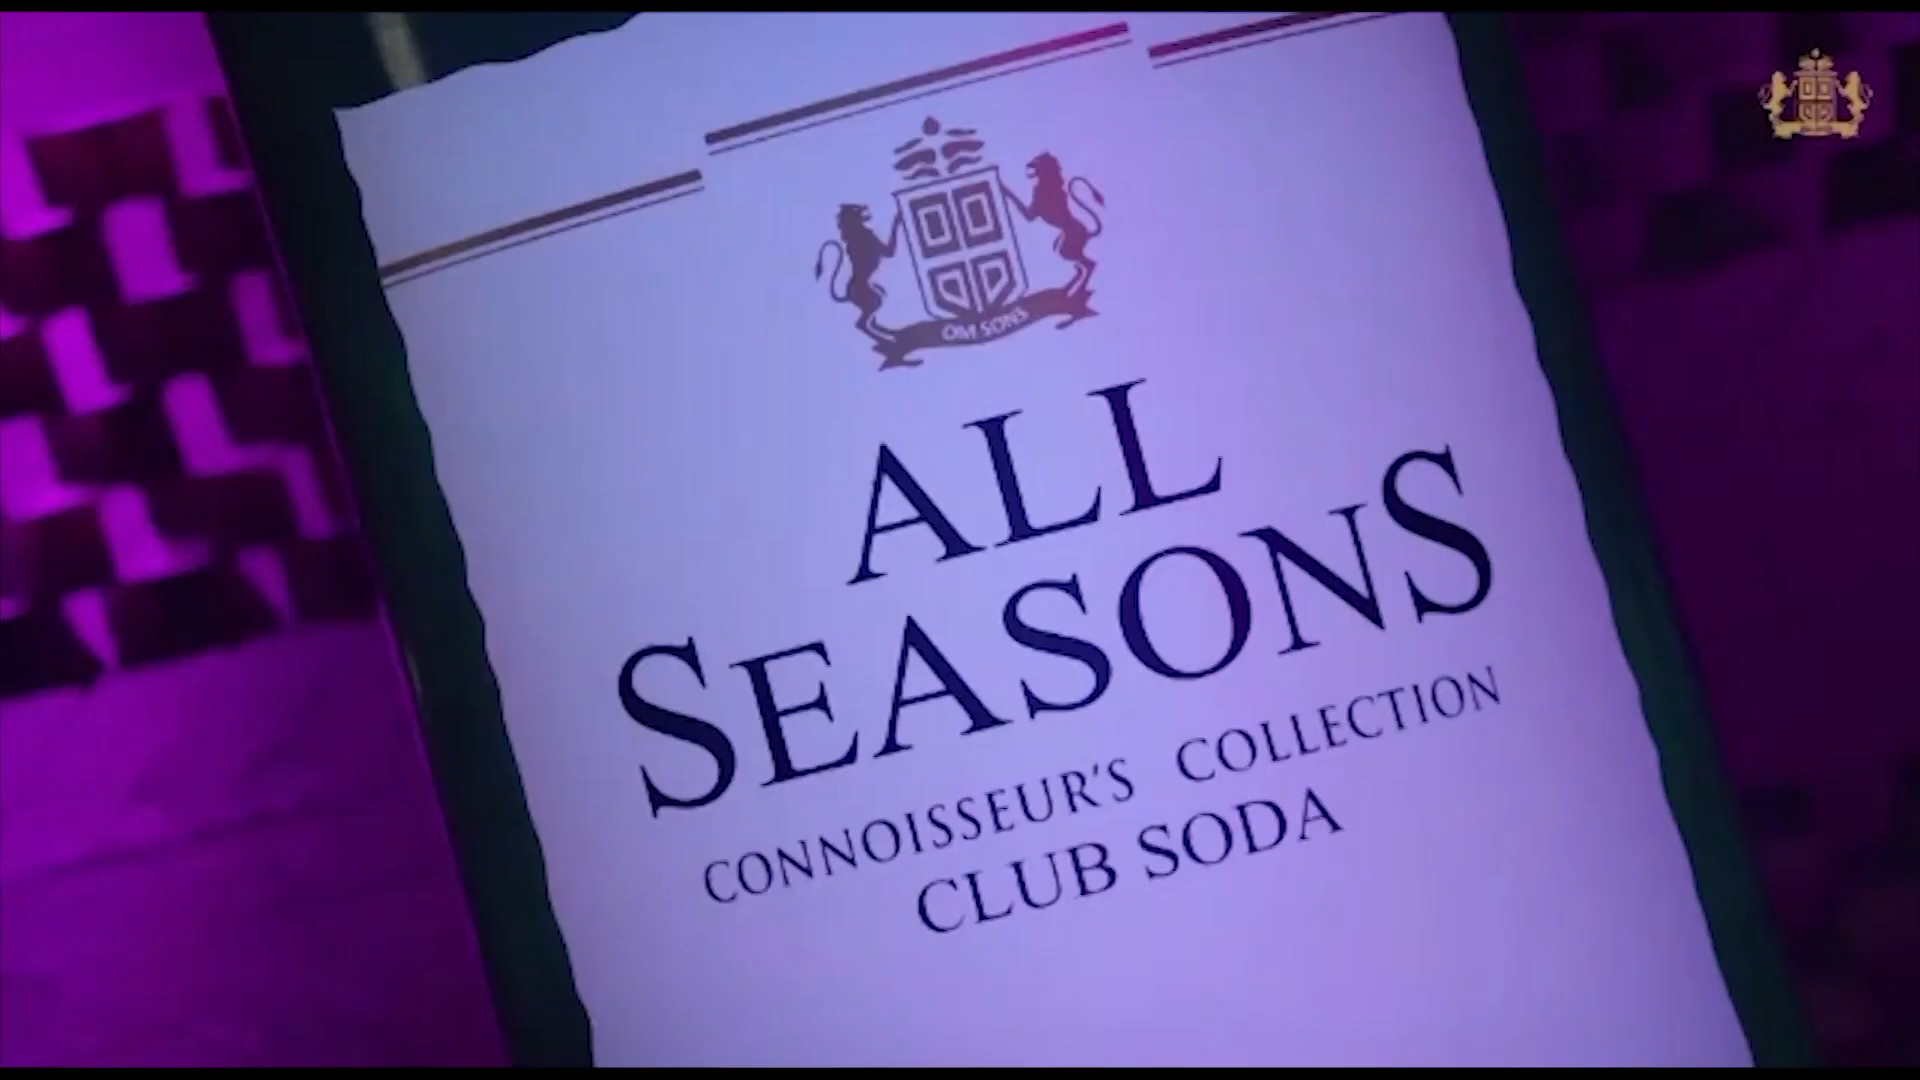 OM SONS
ALL
SEASONS
CONNOISSEUR'S COLLECTION
CLUB SODA